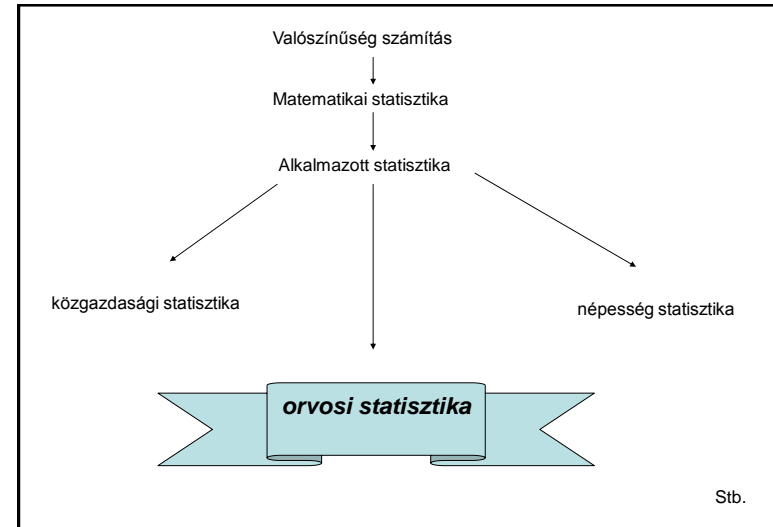 Valószínűség számítás
Matematikai statisztika
Alkalmazott statisztika
közgazdasági statisztika
népesség statisztika
orvosi statisztika
Stb.